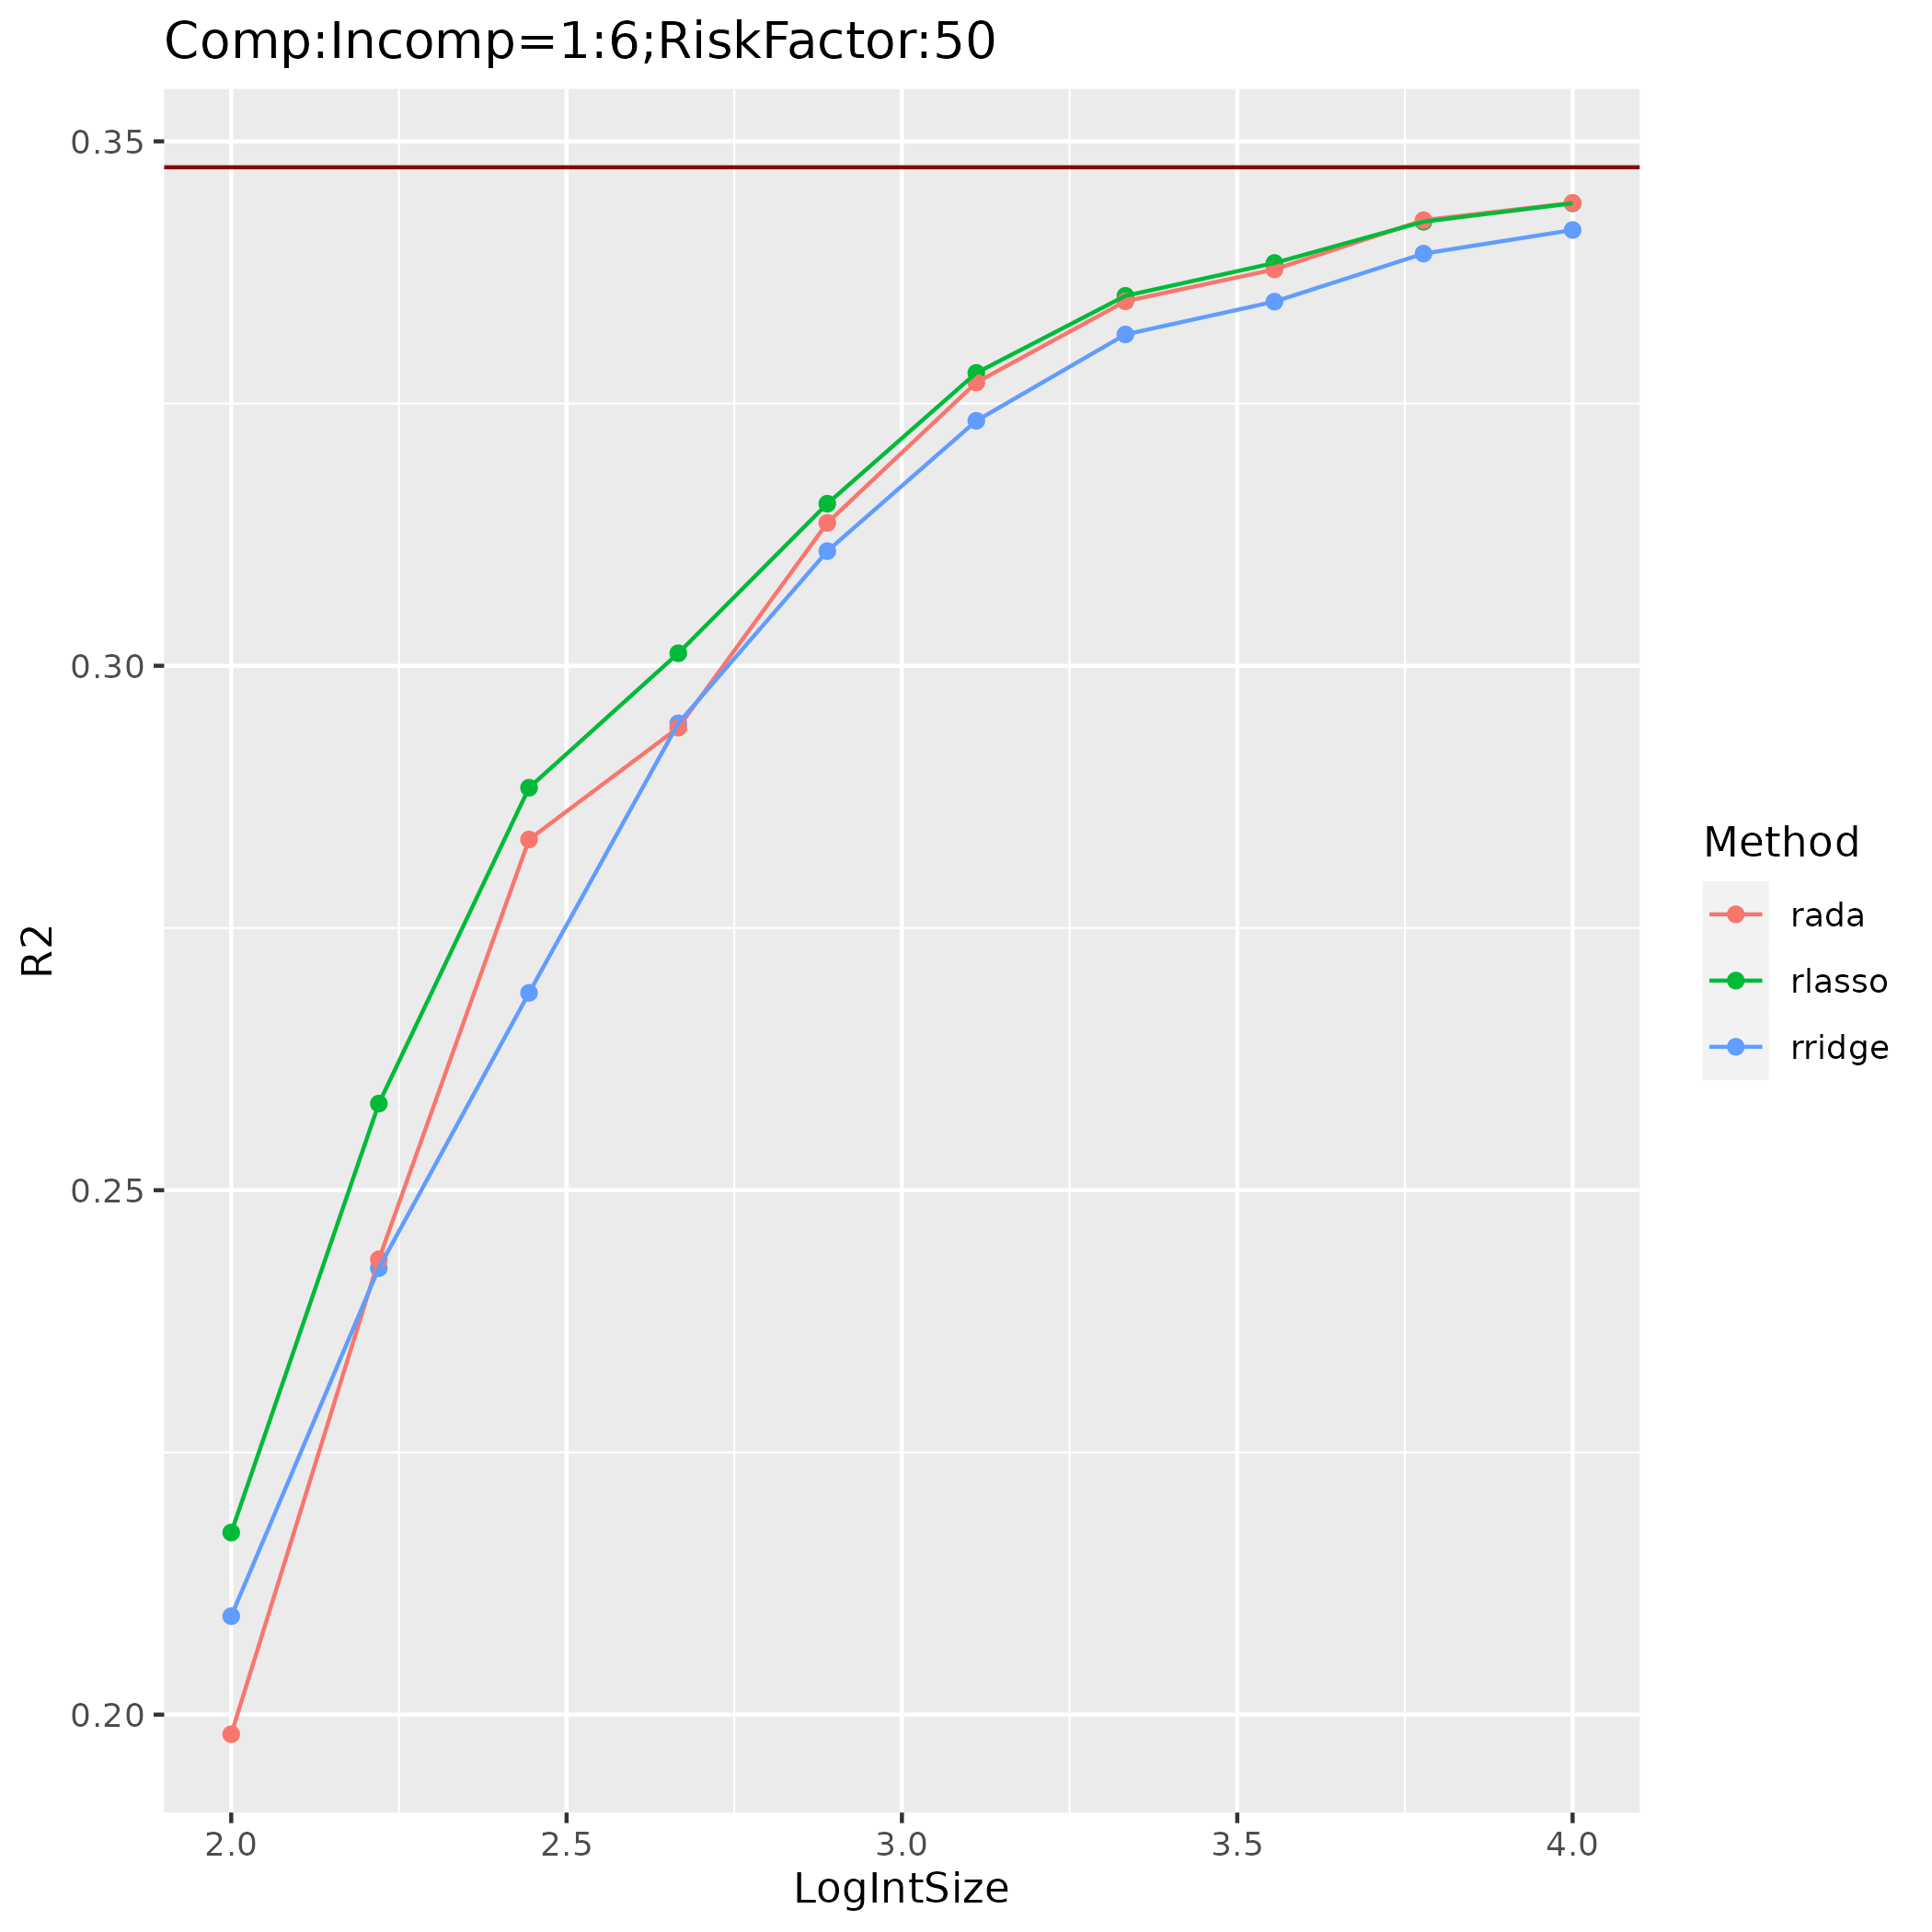 Comp:Incomp=1:6;RiskFactor:50
0.35
0.30
0.25
0.20
R2
2.0 2.5 3.0 3.5 4.0
LogIntSize
Method
rada
rlasso
rridge